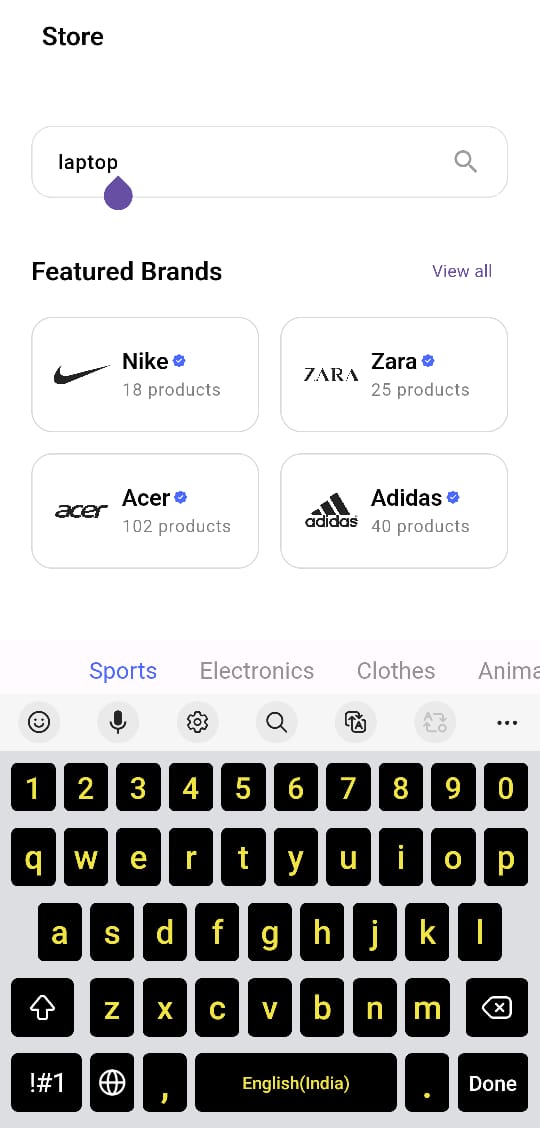 Store
laptop
Featured Brands
View all
Nike
18 products
ZARA
Zara
25 products
acer
Acer
102 products
adidas
Adidas
40 products
Sports Electronics Clothes Anima
1 2 3 4 5 6 7 8 9 0
q w e r t y u i o p
a s d f g h j k l
z x c v b n m
!#1 , English(India) . Done